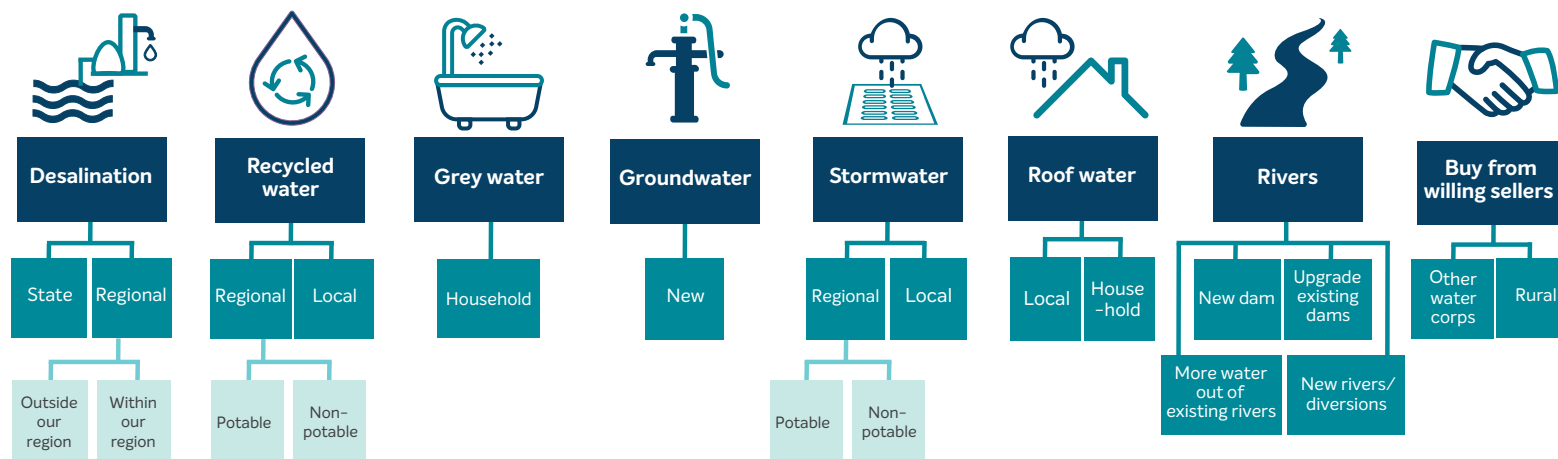 Desalination
Recycled
water
Grey water
Groundwater
Stormwater
Roof water
Rivers
Buy from
willing sellers
State
Regional
Regional
Local
Household
New
Regional
Local
Local
House
-hold
New dam
Upgrade
existing
dams
Other
water
corps
Rural
More water
out of
existing rivers
New rivers/
diversions
Outside
our
region
Within
our
region
Potable
Non-
potable
Potable
Non-
potable